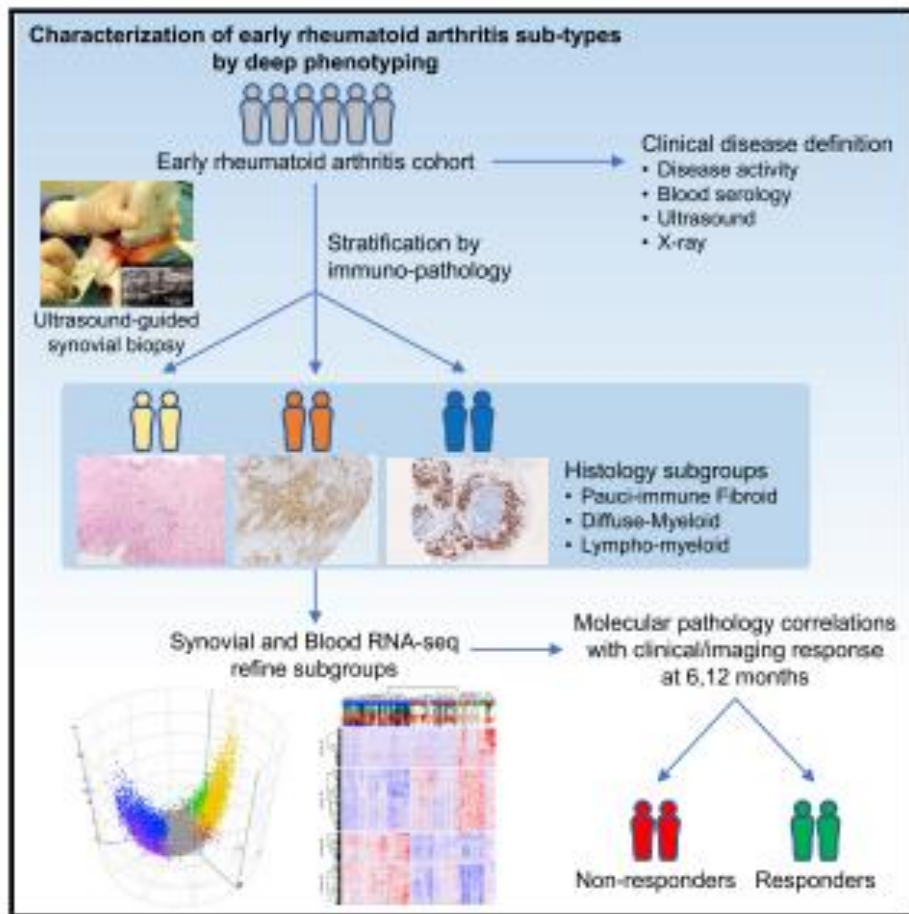 Characterization of early rheumatoid arthritis sub-types
by deep phenotyping
Early rheumatoid arthritis cohort
Clinical disease definition
• Disease activity
• Blood serology
• Ultrasound
• X-ray
Stratification by
immuno-pathology
Ultrasound-guided
synovial biopsy
Histology subgroups
• Pauci-immune Fibroid
• Diffuse-Myeloid
• Lympho-myeloid
Synovial and Blood RNA-seq
refine subgroups
Molecular pathology correlations
with clinical/imaging response
at 6,12 months
Non-responders
Responders